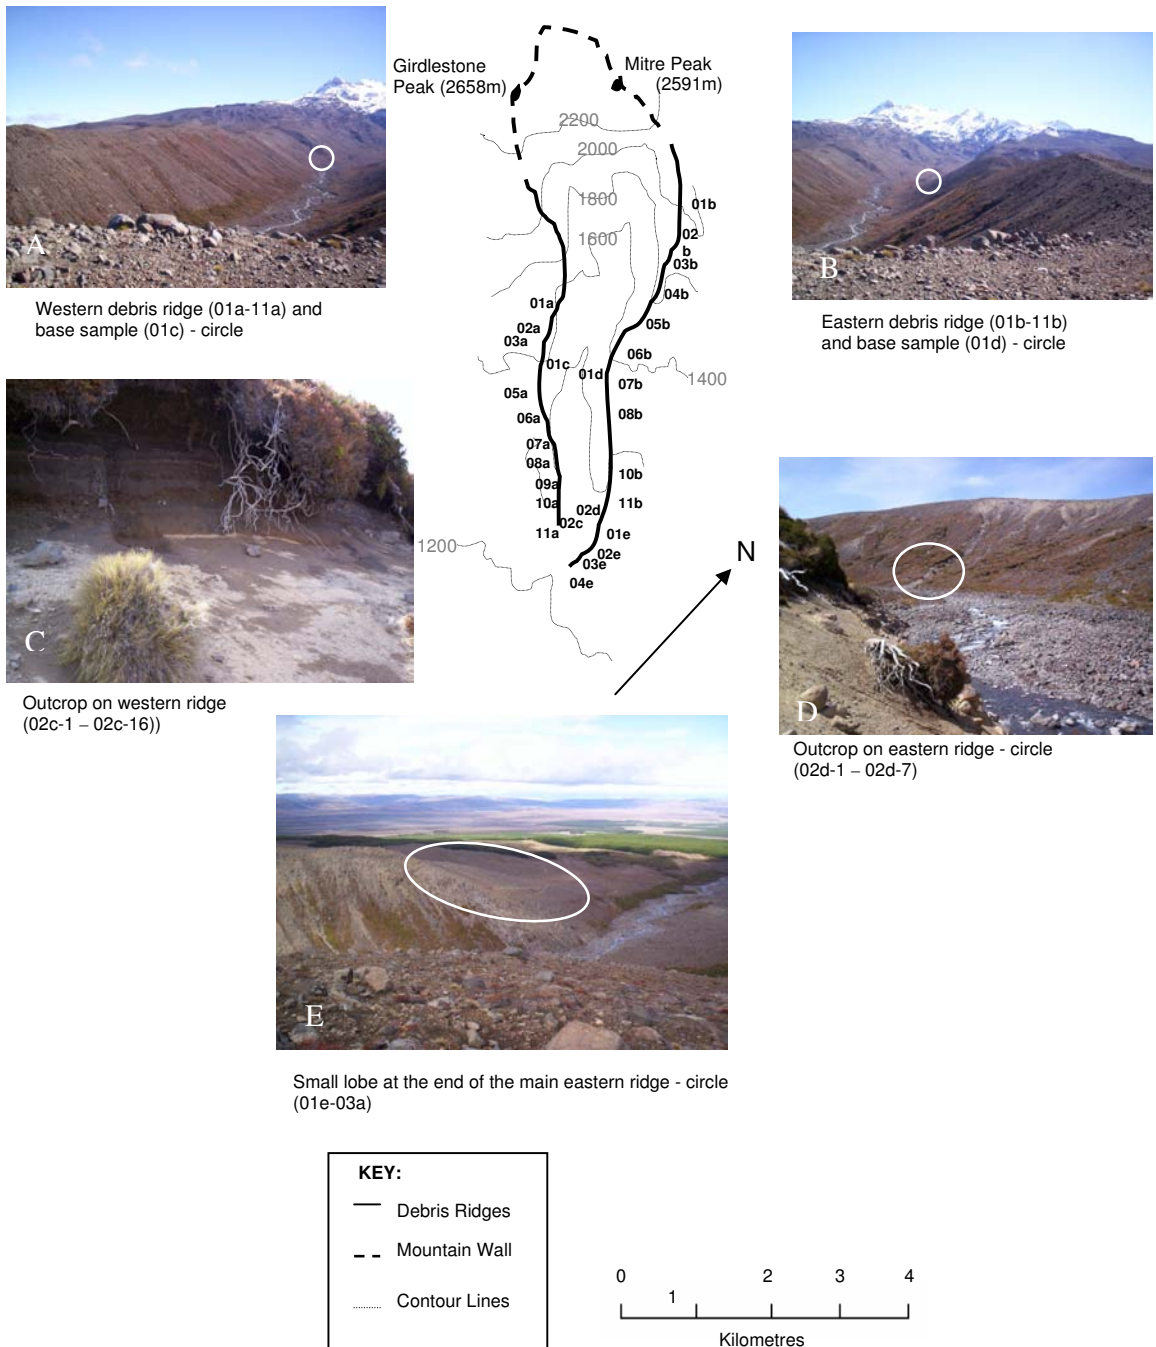 Girdlestone
Peak (2658m)
Mitre Peak
(2591m)
2200
2000
1800
1600
01b
02
b
03b
04b
05b
06b
07b
08b
10b
11b
01a
02a
03a
01c
01d
1400
05a
06a
07a
08a
09a
10a
11a
02c
02d
01e
02e
03e
04e
1200
N
A
Western debris ridge (01a-11a) and
base sample (01c) - circle
B
Eastern debris ridge (01b-11b)
and base sample (01d) - circle
C
Outcrop on western ridge
(02c-1 – 02c-16))
D
Outcrop on eastern ridge - circle
(02d-1 – 02d-7)
E
Small lobe at the end of the main eastern ridge - circle
(01e-03a)
KEY:
Debris Ridges
Mountain Wall
Contour Lines
0 1 2 3 4
Kilometres